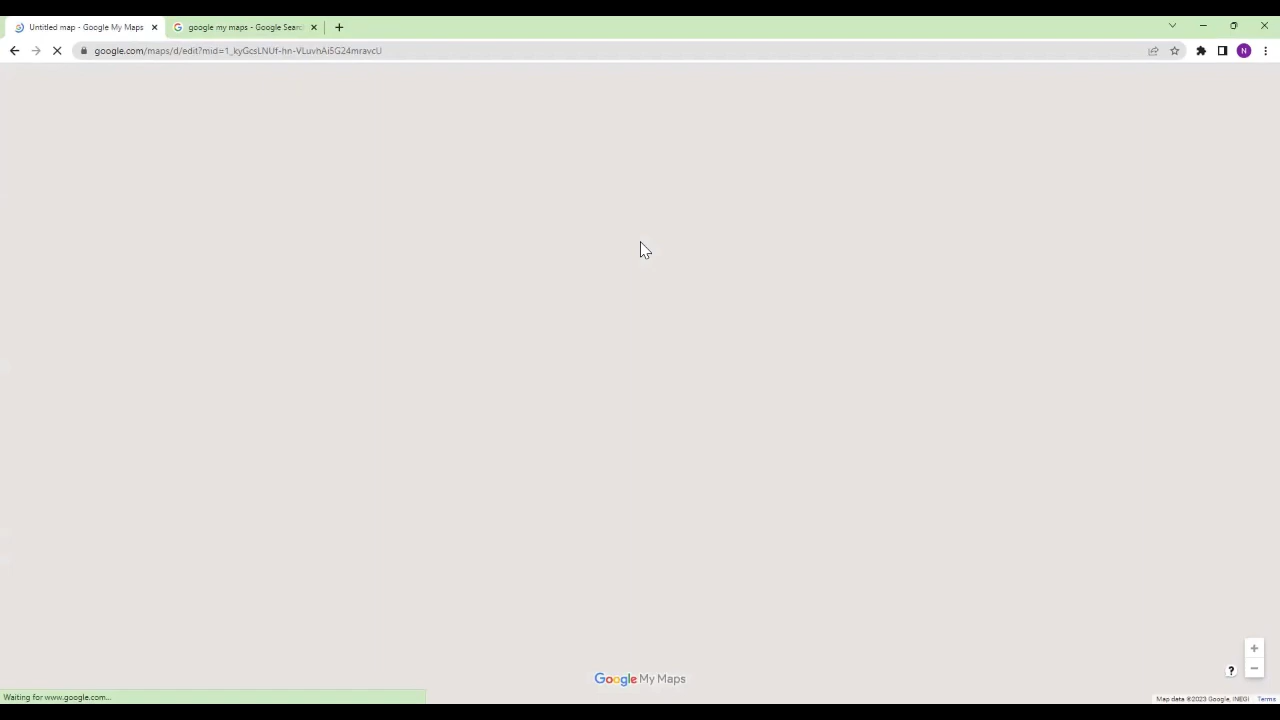 Untitled map - Google My Maps
google my maps - Google Searc
google.com/maps/d/edit?mid=1_kyGcsLNUf-hn-VLuvhAi5G24mravcU
N
Google My Maps
?
Waiting for www.google.com...
Map data ©2023 Google, INEGI Terms